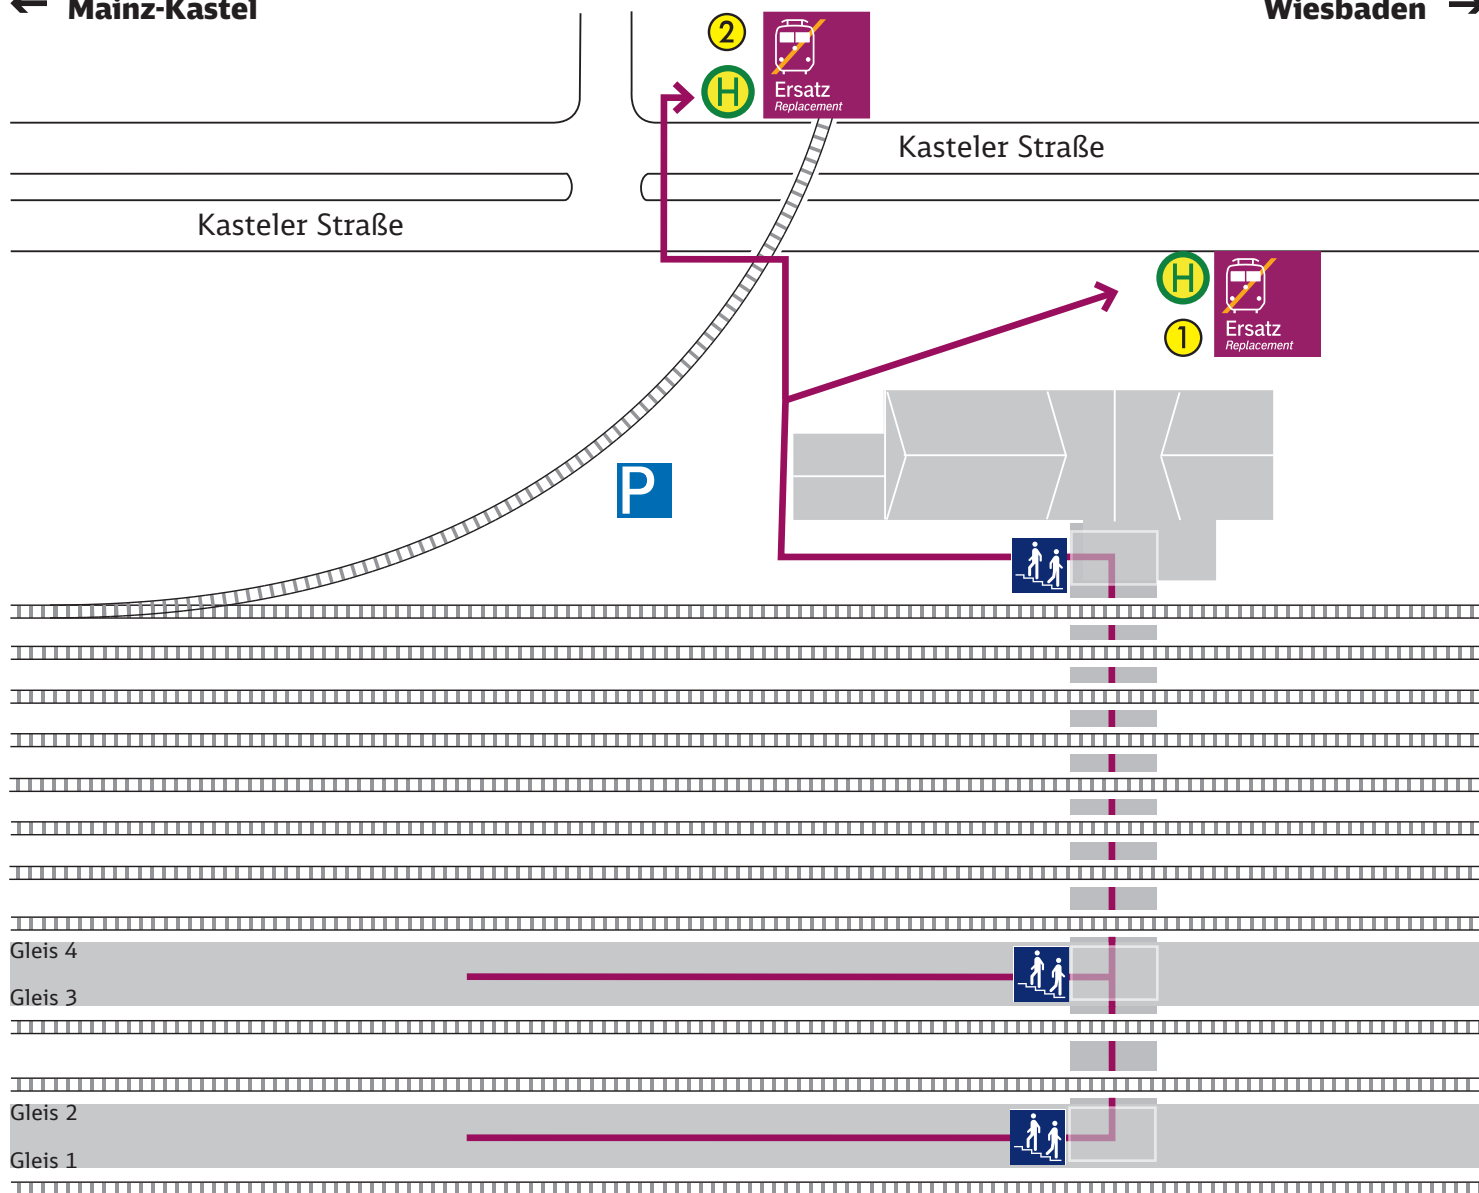 ← Mainz-Kastel
Wiesbaden →
2
H
Ersatz
Replacement
Kasteler Straße
Kasteler Straße
H
1
Ersatz
Replacement
P
Gleis 4
Gleis 3
Gleis 2
Gleis 1